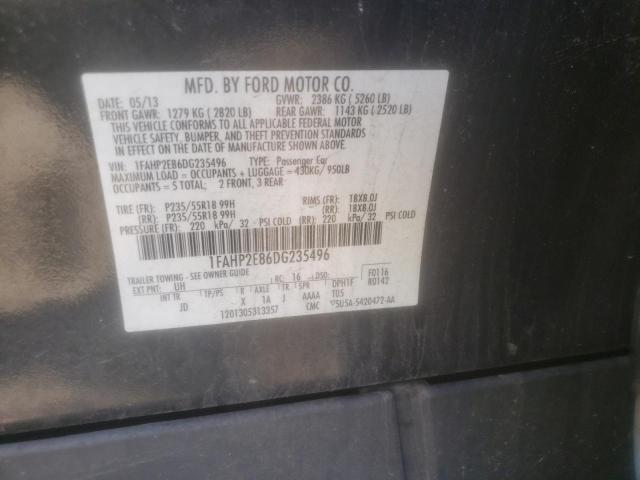 MFD. BY FORD MOTOR CO.
DATE: 05/13 GVWR: 2386 KG ( 5260 LB)
FRONT GAWR: 1279 KG ( 2820 LB) REAR GAWR: 1143 KG ( 2520 LB)
THIS VEHICLE CONFORMS TO ALL APPLICABLE FEDERAL MOTOR
VEHICLE SAFETY, BUMPER, AND THEFT PREVENTION STANDARDS
IN EFFECT ON THE DATE OF MANUFACTURE SHOWN ABOVE.
VIN: 1FAHP2E86DG235496 TYPE: Passenger Car
MAXIMUM LOAD = OCCUPANTS + LUGGAGE = 430KG/ 950LB
OCCUPANTS = 5 TOTAL, 2 FRONT, 3 REAR
TIRE (FR): P235/55R18 99H RIMS (FR): 18X8.0J
(RR): P235/55R18 99H (RR): 18X8.0J
PRESSURE (FR): 220 kPa/ 32 PSI COLD (RR): 220 kPa/ 32 PSI COLD
1FAHP2E86DG235496
TRAILER TOWING - SEE OWNER GUIDE F0116
EXT PNT: UH RC: 16 DSO: R0142
INT TR TP/PS R AXLE TR SPR DPH1F
JD X 1A J AAAA TD5
1201305313357 CMC 5U5A-5420472-AA